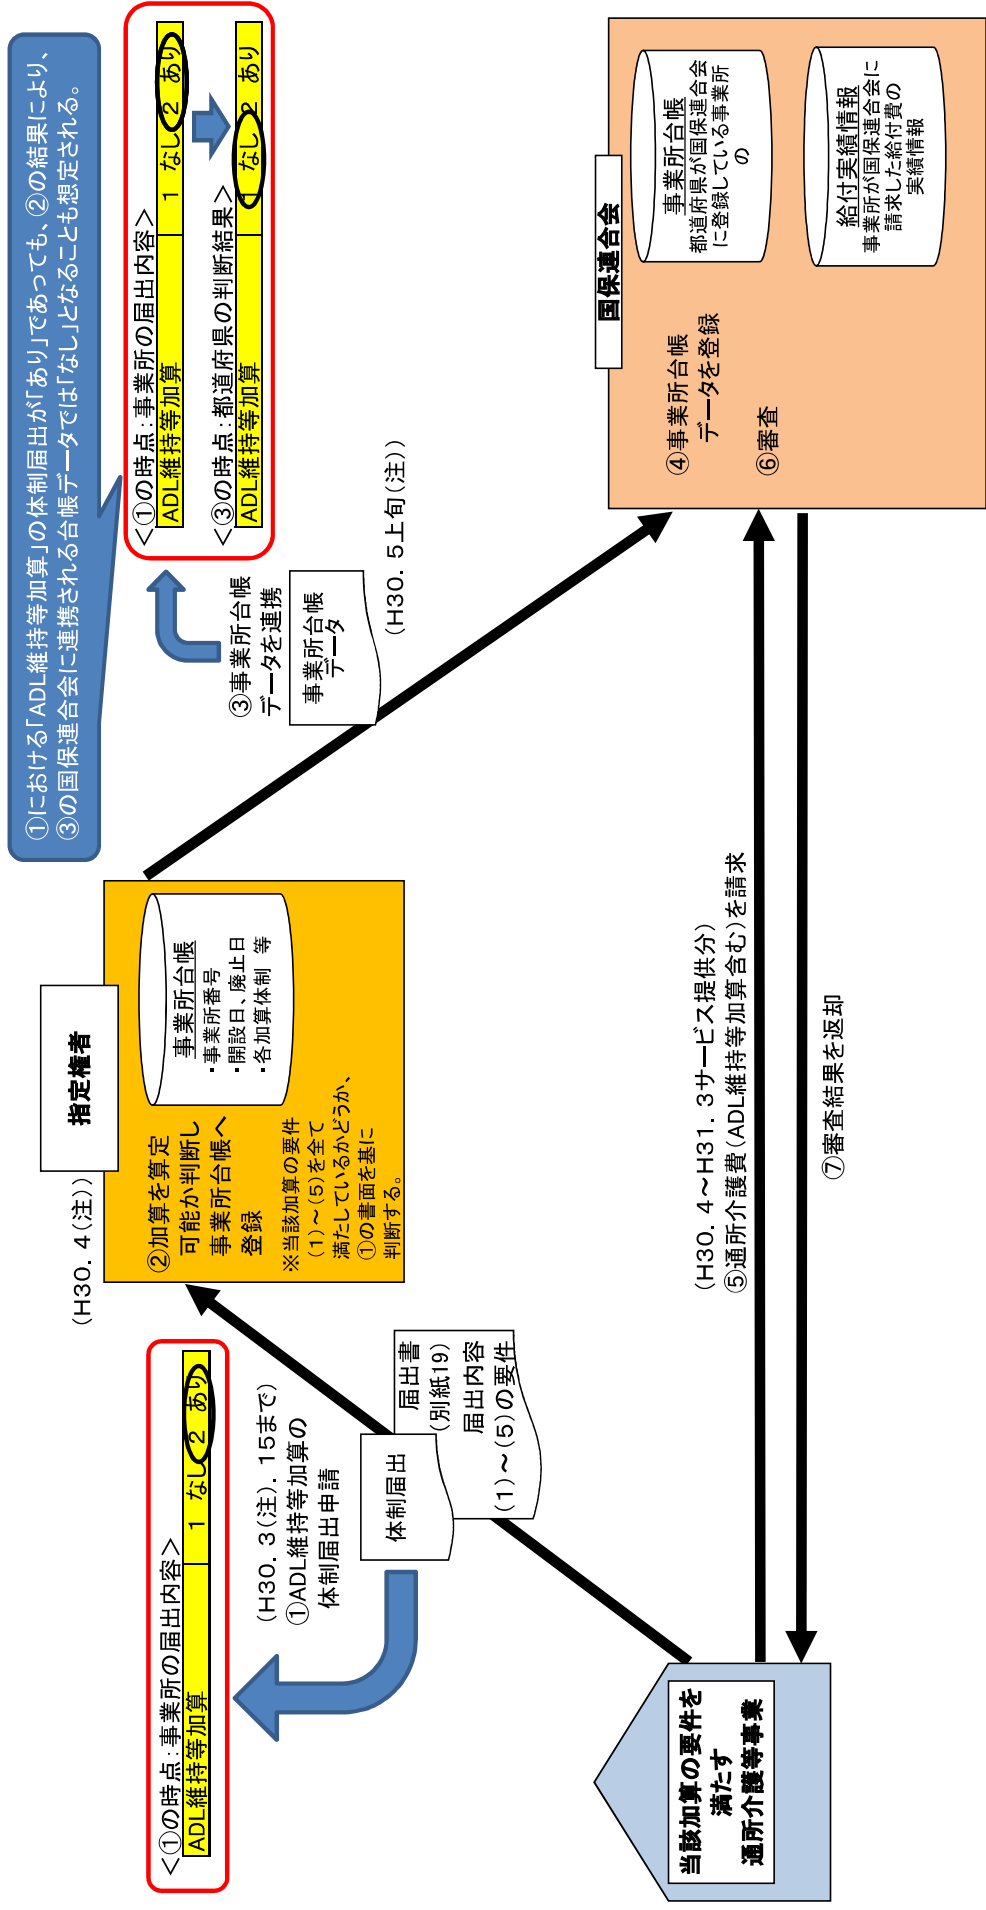 ①における「ADL維持等加算」の体制届出が「あり」であっても、②の結果により、
③の国保連合会に連携される台帳データでは「なし」となることも想定される。
＜①の時点：事業所の届出内容＞
ADL維持等加算 1 なし 2 あり
＜③の時点：都道府県の判断結果＞
ADL維持等加算 1 なし 2 あり
＜①の時点：事業所の届出内容＞
ADL維持等加算 1 なし 2 あり
（H30．3（注）．15まで）
①ADL維持等加算の
体制届出申請
体制届出
届出書
（別紙19）
届出内容
（1）～（5）の要件
（H30．4（注））
指定権者
②加算を算定
可能か判断し
事業所台帳へ
登録
※当該加算の要件
（1）～（5）を全て
満たしているかどうか、
①の書面を基に
判断する。
事業所台帳
・事業所番号
・開設日、廃止日
・各加算体制 等
③事業所台帳
データを連携
事業所台帳
データ
（H30．5上旬（注））
国保連合会
④事業所台帳
データを登録
⑥審査
事業所台帳
都道府県が国保連合会
に登録している事業所
の
給付実績情報
事業所が国保連合会に
請求した給付費の
実績情報
（H30．4～H31．3サービス提供分）
⑤通所介護費（ADL維持等加算含む）を請求
⑦審査結果を返却
当該加算の要件を
満たす
通所介護等事業